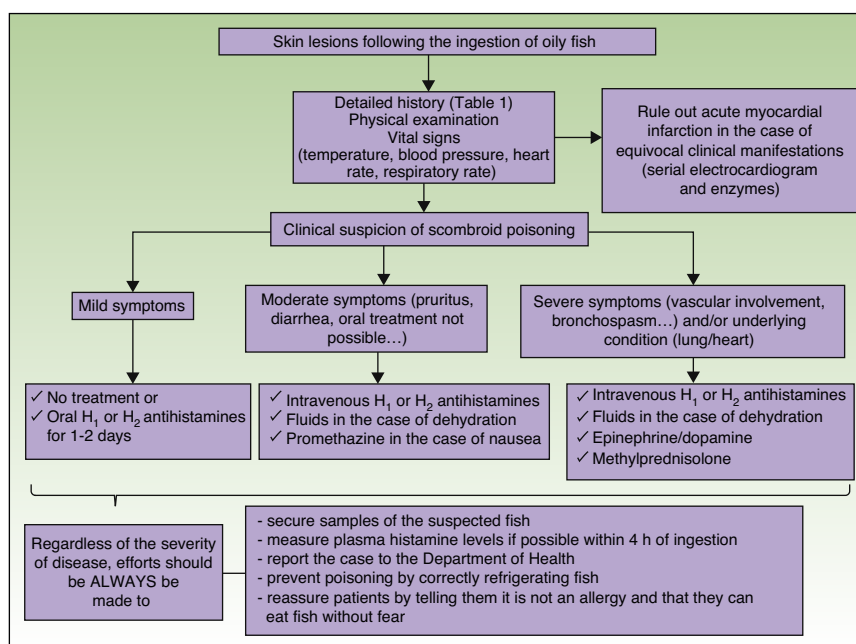 Skin lesions following the ingestion of oily fish
Detailed history (Table 1)
Physical examination
Vital signs
(temperature, blood pressure, heart
rate, respiratory rate)
Rule out acute myocardial
infarction in the case of
equivocal clinical manifestations
(serial electrocardiogram
and enzymes)
Clinical suspicion of scombroid poisoning
Mild symptoms
Moderate symptoms (pruritus,
diarrhea, oral treatment not
possible…)
Severe symptoms (vascular involvement,
bronchospasm…) and/or underlying
condition (lung/heart)
✓ No treatment or
✓ Oral H₁ or H₂ antihistamines
for 1-2 days
✓ Intravenous H₁ or H₂ antihistamines
✓ Fluids in the case of dehydration
✓ Promethazine in the case of nausea
✓ Intravenous H₁ or H₂ antihistamines
✓ Fluids in the case of dehydration
✓ Epinephrine/dopamine
✓ Methylprednisolone
Regardless of the severity
of disease, efforts should
be ALWAYS be
made to
- secure samples of the suspected fish
- measure plasma histamine levels if possible within 4 h of ingestion
- report the case to the Department of Health
- prevent poisoning by correctly refrigerating fish
- reassure patients by telling them it is not an allergy and that they can
eat fish without fear